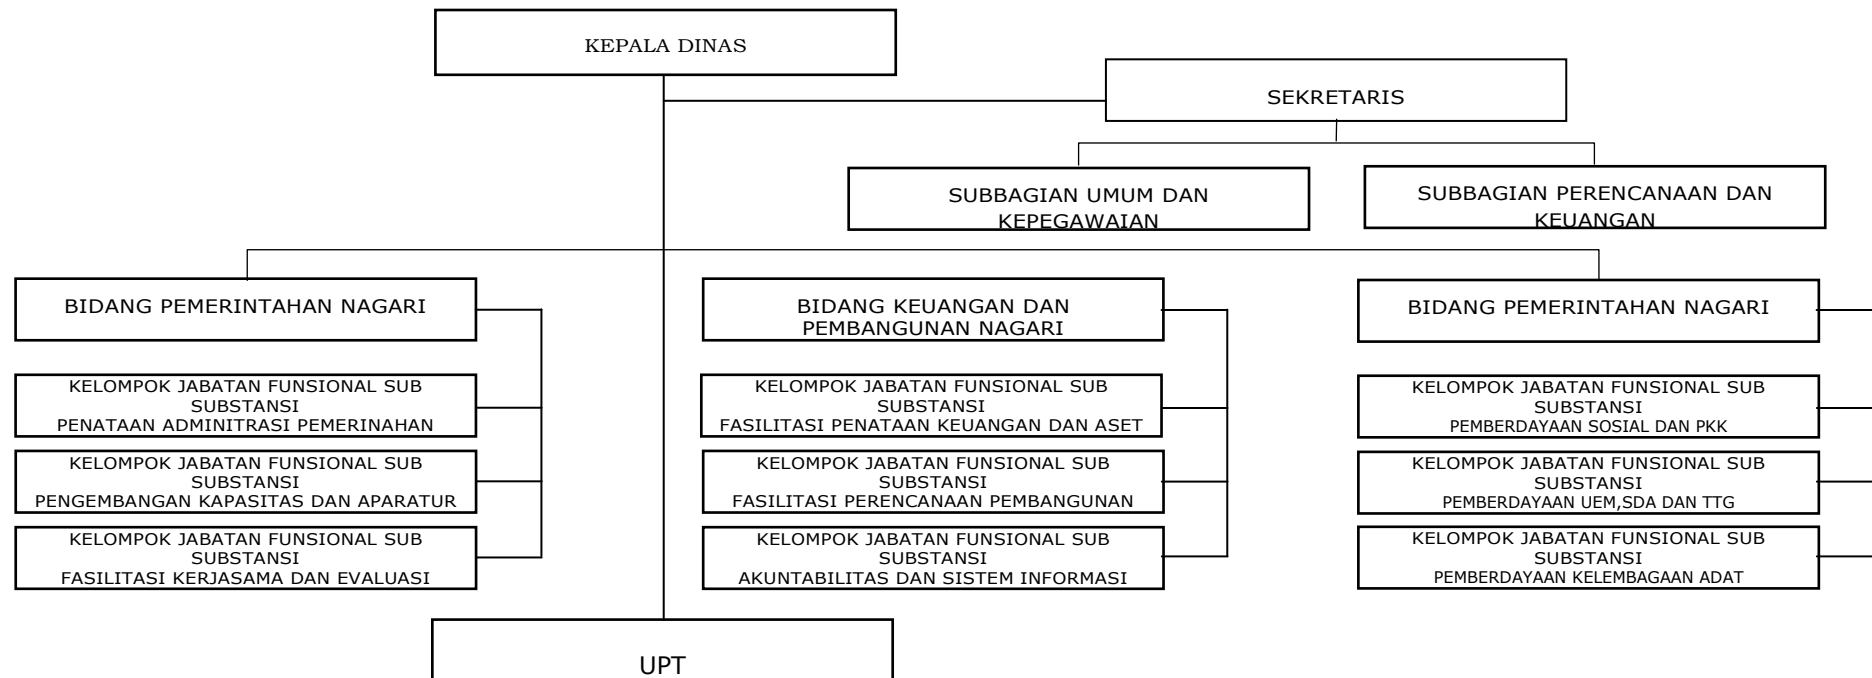 KEPALA DINAS
SEKRETARIS
SUBBAGIAN UMUM DAN
KEPEGAWAIAN
SUBBAGIAN PERENCANAAN DAN
KEUANGAN
BIDANG PEMERINTAHAN NAGARI
KELOMPOK JABATAN FUNSIONAL SUB
SUBSTANSI
PENATAAN ADMINITRASI PEMERINAHAN
KELOMPOK JABATAN FUNSIONAL SUB
SUBSTANSI
PENGEMBANGAN KAPASITAS DAN APARATUR
KELOMPOK JABATAN FUNSIONAL SUB
SUBSTANSI
FASILITASI KERJASAMA DAN EVALUASI
BIDANG KEUANGAN DAN
PEMBANGUNAN NAGARI
KELOMPOK JABATAN FUNSIONAL SUB
SUBSTANSI
FASILITASI PENATAAN KEUANGAN DAN ASET
KELOMPOK JABATAN FUNSIONAL SUB
SUBSTANSI
FASILITASI PERENCANAAN PEMBANGUNAN
KELOMPOK JABATAN FUNSIONAL SUB
SUBSTANSI
AKUNTABILITAS DAN SISTEM INFORMASI
BIDANG PEMERINTAHAN NAGARI
KELOMPOK JABATAN FUNSIONAL SUB
SUBSTANSI
PEMBERDAYAAN SOSIAL DAN PKK
KELOMPOK JABATAN FUNSIONAL SUB
SUBSTANSI
PEMBERDAYAAN UEM,SDA DAN TTG
KELOMPOK JABATAN FUNSIONAL SUB
SUBSTANSI
PEMBERDAYAAN KELEMBAGAAN ADAT
UPT